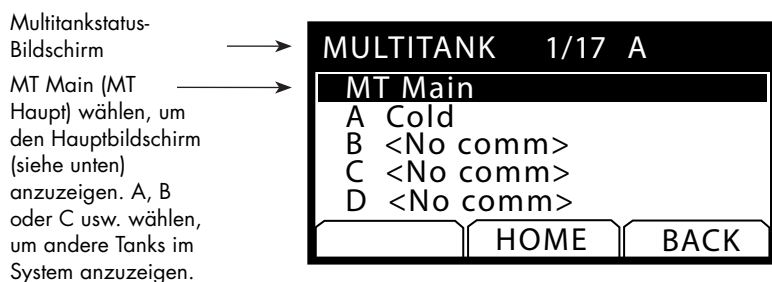 Multitankstatus-
Bildschirm
MT Main (MT
Haupt) wählen, um
den Hauptbildschirm
(siehe unten)
anzuzeigen. A, B
oder C usw. wählen,
um andere Tanks im
System anzuzeigen.
MULTITANK 1/17 A
MT Main
A Cold
B <No comm>
C <No comm>
D <No comm>
HOME BACK